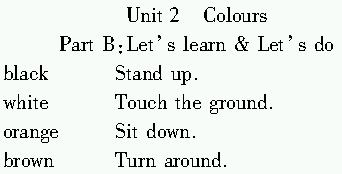 Unit 2 Colours
Part B:Let's learn & Let's do
black Stand up.
white Touch the ground.
orange Sit down.
brown Turn around.